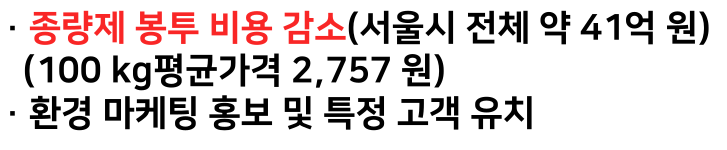 · 종량제 봉투 비용 감소(서울시 전체 약 41억 원)
(100 kg평균가격 2,757 원)
· 환경 마케팅 홍보 및 특정 고객 유치